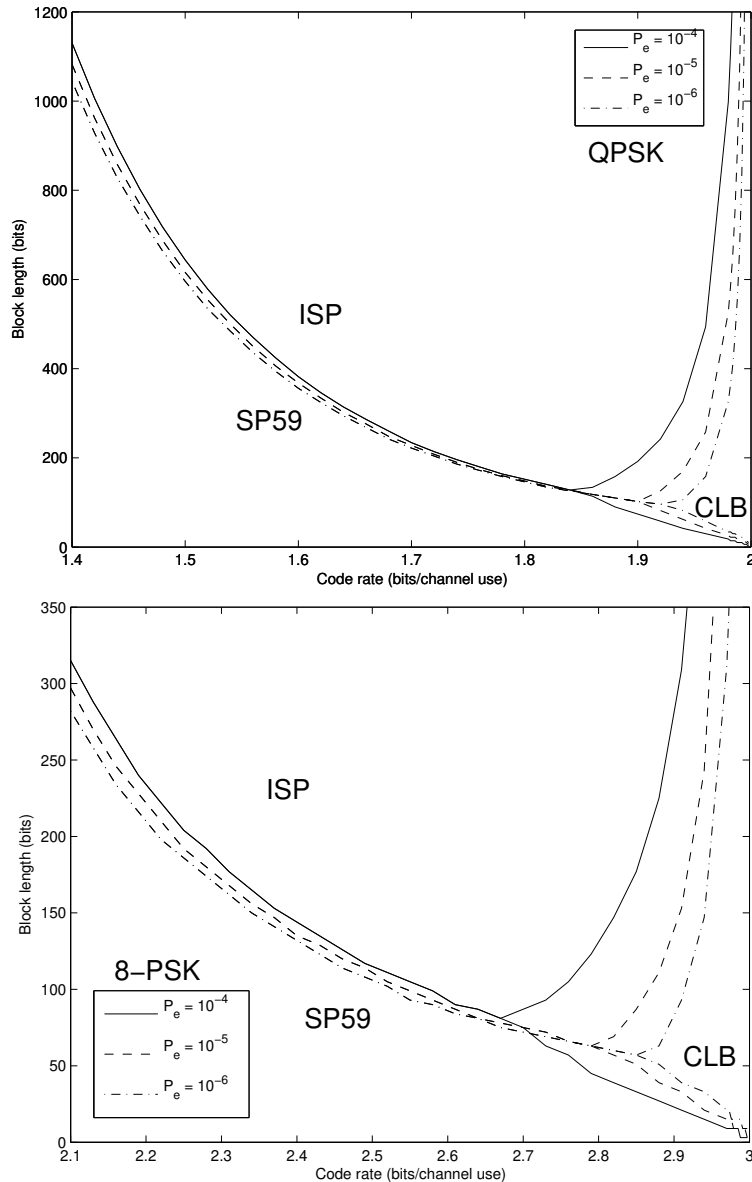 1200
1000
800
600
400
200
0
Block length (bits)
P_e = 10^{-4}
P_e = 10^{-5}
P_e = 10^{-6}
QPSK
ISP
SP59
CLB
1.4 1.5 1.6 1.7 1.8 1.9 2
Code rate (bits/channel use)
350
300
250
200
150
100
50
0
Block length (bits)
ISP
8−PSK
SP59
CLB
P_e = 10^{-4}
P_e = 10^{-5}
P_e = 10^{-6}
2.1 2.2 2.3 2.4 2.5 2.6 2.7 2.8 2.9 3
Code rate (bits/channel use)